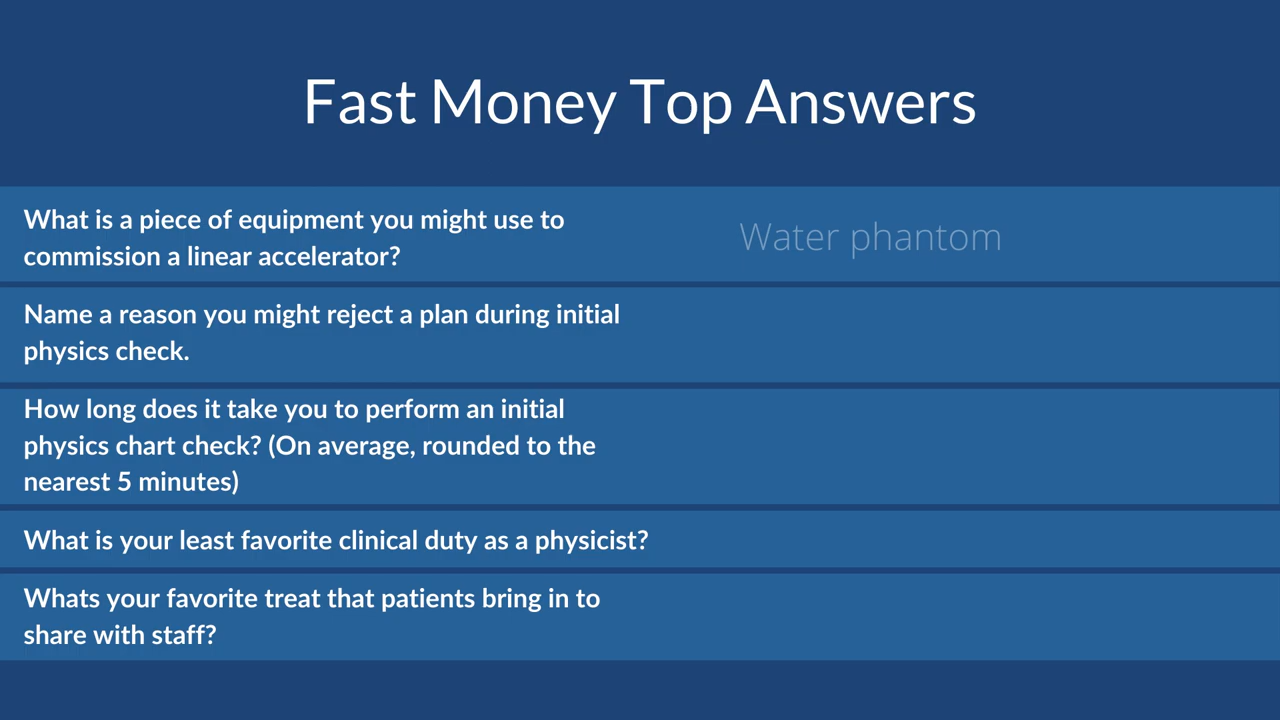 Fast Money Top Answers
What is a piece of equipment you might use to
commission a linear accelerator?
Water phantom
Name a reason you might reject a plan during initial
physics check.
How long does it take you to perform an initial
physics chart check? (On average, rounded to the
nearest 5 minutes)
What is your least favorite clinical duty as a physicist?
Whats your favorite treat that patients bring in to
share with staff?